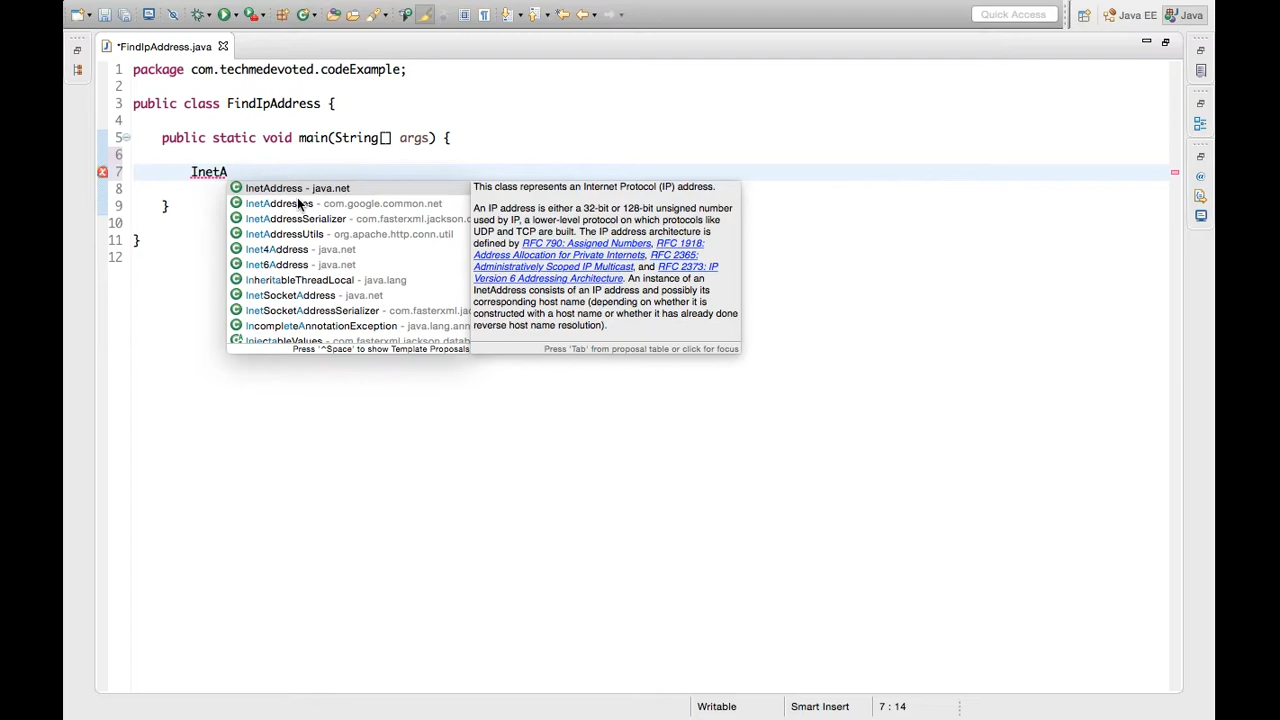 Quick Access
Java EE
Java
*FindIpAddress.java
1 package com.techmedevoted.codeExample;
2
3 public class FindIpAddress {
4
5 public static void main(String[] args) {
6
7 InetA
8
9 }
10
11 }
12
InetAddress - java.net
InetAddresses - com.google.common.net
InetAddressSerializer - com.fasterxml.jackson.c
InetAddressUtils - org.apache.http.conn.util
Inet4Address - java.net
Inet6Address - java.net
InheritableThreadLocal - java.lang
InetSocketAddress - java.net
InetSocketAddressSerializer - com.fasterxml.ja
IncompleteAnnotationException - java.lang.ann
InjectableValues - com.fasterxml.jackson.datab
Press '^Space' to show Template Proposals
This class represents an Internet Protocol (IP) address.
An IP address is either a 32-bit or 128-bit unsigned number
used by IP, a lower-level protocol on which protocols like
UDP and TCP are built. The IP address architecture is
defined by RFC 790: Assigned Numbers, RFC 1918:
Address Allocation for Private Internets, RFC 2365:
Administratively Scoped IP Multicast, and RFC 2373: IP
Version 6 Addressing Architecture. An instance of an
InetAddress consists of an IP address and possibly its
corresponding host name (depending on whether it is
constructed with a host name or whether it has already done
reverse host name resolution).
Press 'Tab' from proposal table or click for focus
Writable
Smart Insert
7 : 14